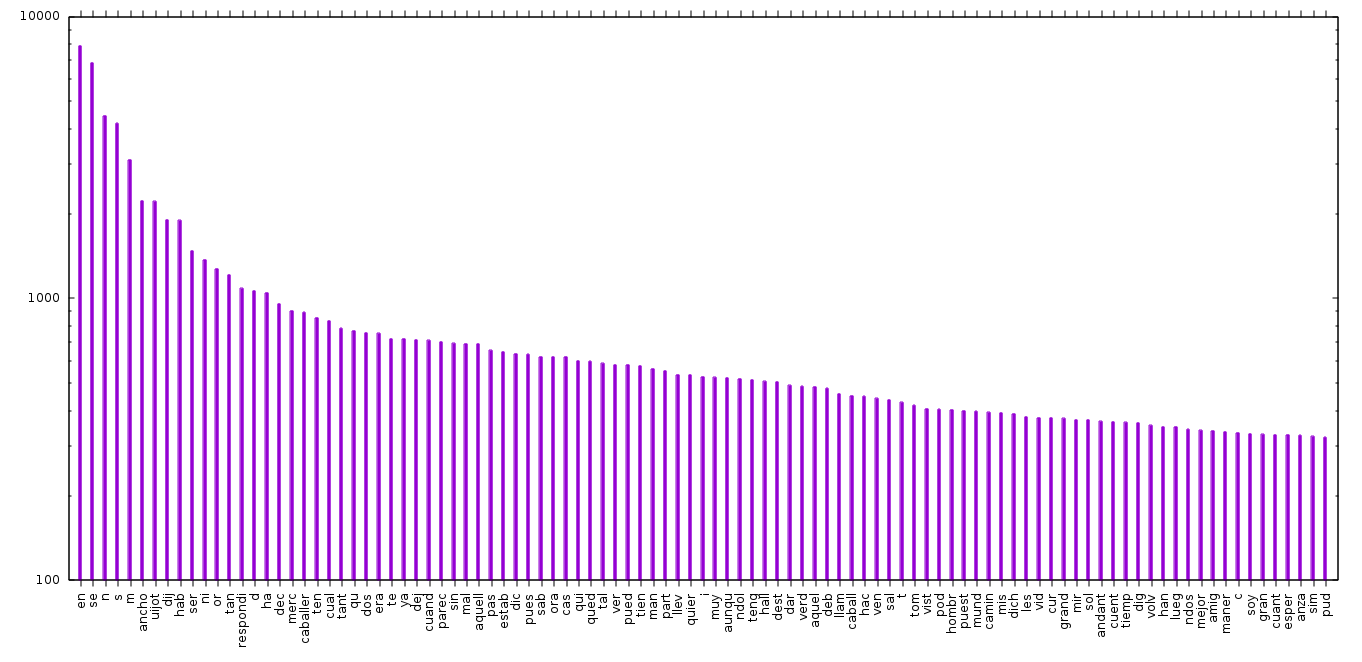 10000
1000
100
en
se
n
s
m
ancho
uijot
dij
hab
ser
ni
or
tan
respondi
d
ha
dec
merc
caballer
ten
cual
tant
qu
dos
era
te
ya
dej
cuand
parec
sin
mal
aquell
pas
estab
dic
pues
sab
ora
cas
qui
qued
tal
ver
pued
tien
man
part
llev
quier
i
muy
aunqu
ndol
teng
hall
dest
dar
verd
aquel
deb
llam
caball
hac
ven
sal
t
tom
vist
pod
hombr
puest
mund
camin
mis
dich
les
vid
cur
grand
mir
sol
andant
cuent
tiemp
dig
volv
han
lueg
ndos
mejor
amig
maner
c
soy
gran
cuant
esper
anza
sim
pud